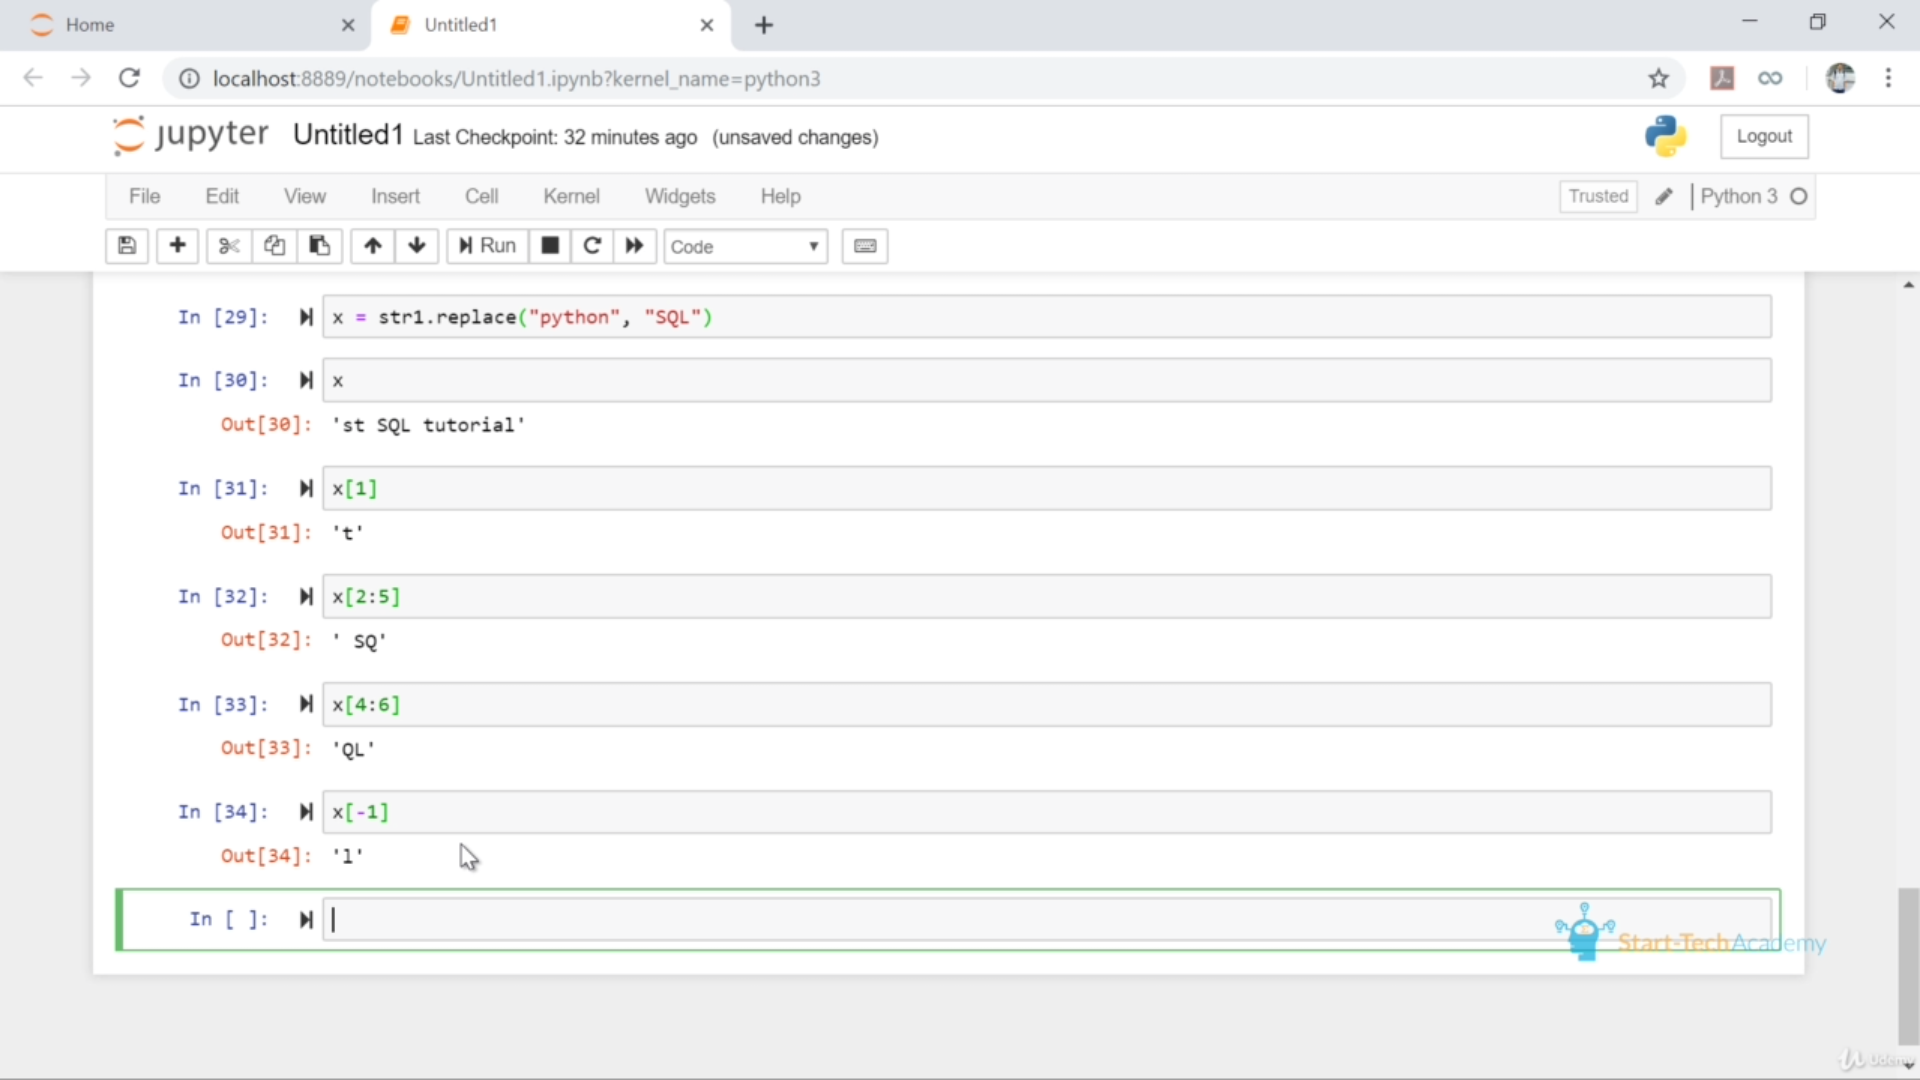 Home
Untitled1
localhost:8889/notebooks/Untitled1.ipynb?kernel_name=python3
jupyter Untitled1 Last Checkpoint: 32 minutes ago (unsaved changes)
Logout
File Edit View Insert Cell Kernel Widgets Help
Trusted Python 3
Run Code
In [29]: x = str1.replace("python", "SQL")
In [30]: x
Out[30]: 'st SQL tutorial'
In [31]: x[1]
Out[31]: 't'
In [32]: x[2:5]
Out[32]: ' SQ'
In [33]: x[4:6]
Out[33]: 'QL'
In [34]: x[-1]
Out[34]: 'l'
In [ ]:
Start-Tech Academy
Udemy